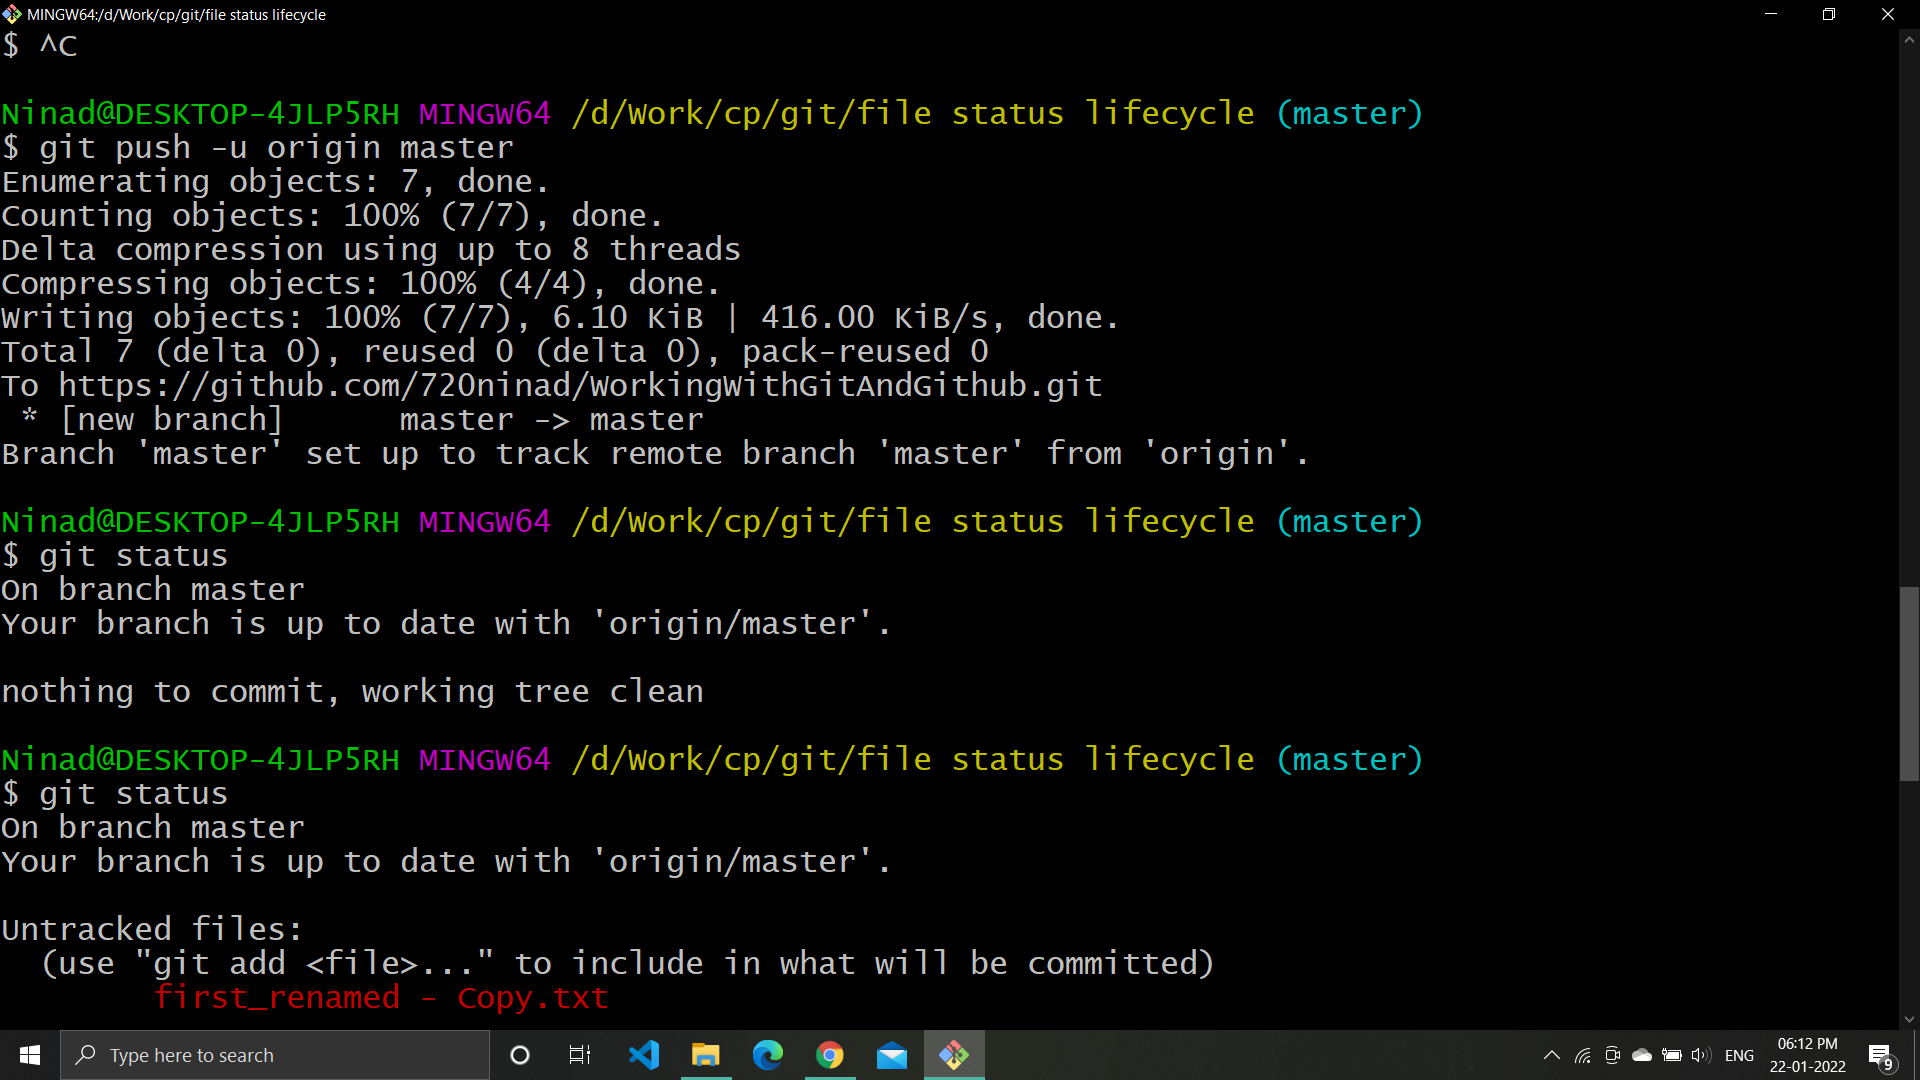 MINGW64:/d/Work/cp/git/file status lifecycle
$ ^C
Ninad@DESKTOP-4JLP5RH MINGW64 /d/Work/cp/git/file status lifecycle (master)
$ git push -u origin master
Enumerating objects: 7, done.
Counting objects: 100% (7/7), done.
Delta compression using up to 8 threads
Compressing objects: 100% (4/4), done.
Writing objects: 100% (7/7), 6.10 KiB | 416.00 KiB/s, done.
Total 7 (delta 0), reused 0 (delta 0), pack-reused 0
To https://github.com/720ninad/WorkingWithGitAndGithub.git
 * [new branch]      master -> master
Branch 'master' set up to track remote branch 'master' from 'origin'.
Ninad@DESKTOP-4JLP5RH MINGW64 /d/Work/cp/git/file status lifecycle (master)
$ git status
On branch master
Your branch is up to date with 'origin/master'.
nothing to commit, working tree clean
Ninad@DESKTOP-4JLP5RH MINGW64 /d/Work/cp/git/file status lifecycle (master)
$ git status
On branch master
Your branch is up to date with 'origin/master'.
Untracked files:
  (use "git add <file>..." to include in what will be committed)
        first_renamed - Copy.txt
Type here to search
ENG
06:12 PM
22-01-2022
9